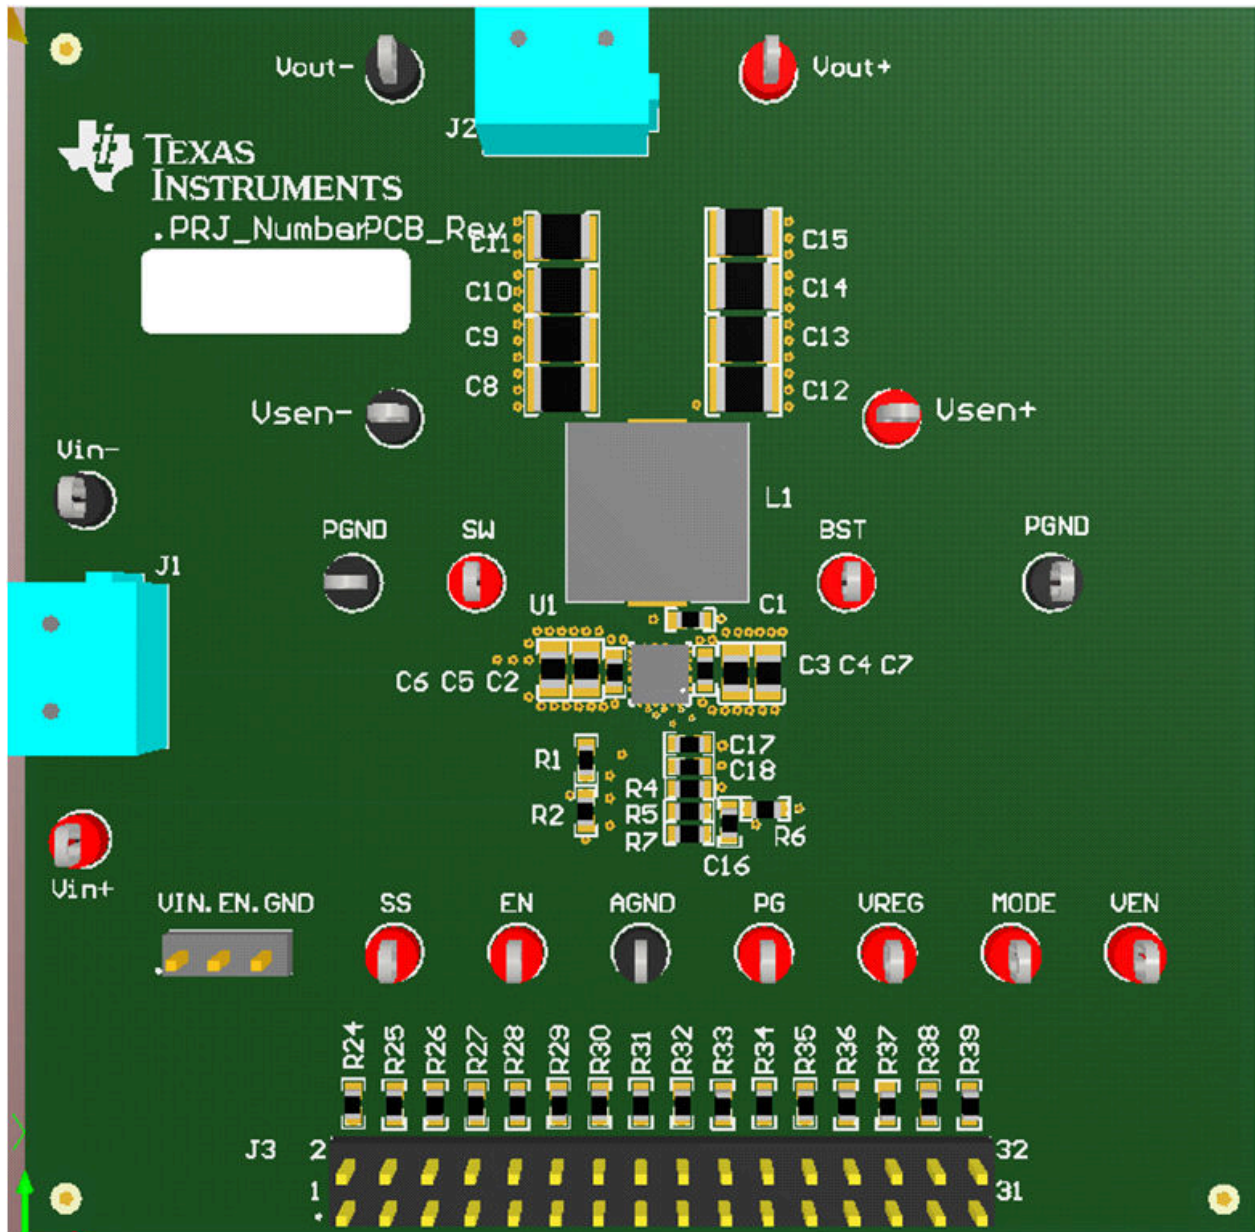 Vout-
Vout+
J2
TEXAS
INSTRUMENTS
.PRJ_NumberPCB_Rev
C11
C15
C10
C14
C9
C13
C8
C12
Vsen-
Vsen+
Vin-
L1
PGND
SW
BST
PGND
J1
U1
C1
C6 C5 C2
C3 C4 C7
R1
C17
C18
R4
R2
R5
R6
R7
C16
Vin+
VIN.EN.GND
SS
EN
AGND
PG
VREG
MODE
VEN
R24
R25
R26
R27
R28
R29
R30
R31
R32
R33
R34
R35
R36
R37
R38
R39
J3
2
32
1
31